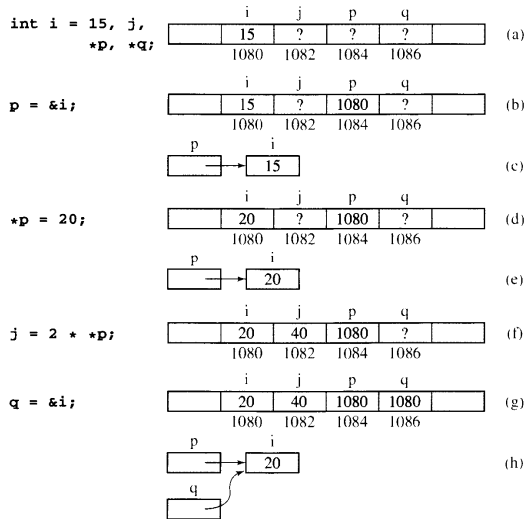 i j p q
int i = 15, j, 15 ? ? ? (a)
*p, *q; 1080 1082 1084 1086
i j p q
p = &i; 15 ? 1080 ? (b)
1080 1082 1084 1086
p i
15 (c)
i j p q
*p = 20; 20 ? 1080 ? (d)
1080 1082 1084 1086
p i
20 (e)
i j p q
j = 2 * *p; 20 40 1080 ? (f)
1080 1082 1084 1086
i j p q
q = &i; 20 40 1080 1080 (g)
1080 1082 1084 1086
p i
20 (h)
q